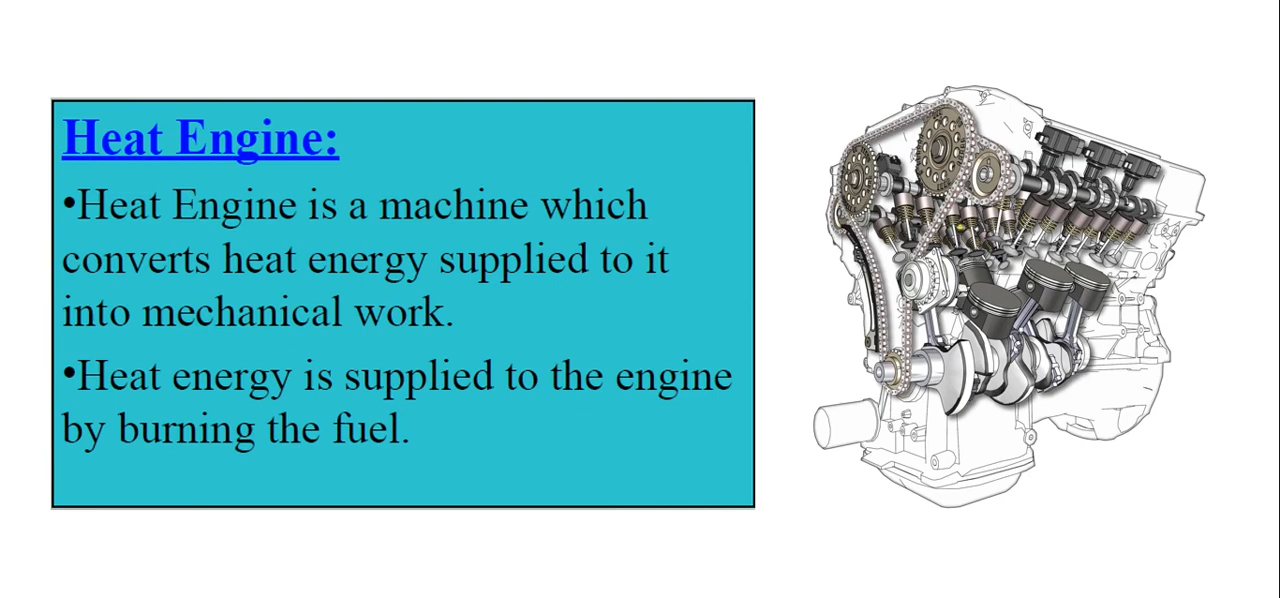 Heat Engine:
•Heat Engine is a machine which
converts heat energy supplied to it
into mechanical work.
•Heat energy is supplied to the engine
by burning the fuel.